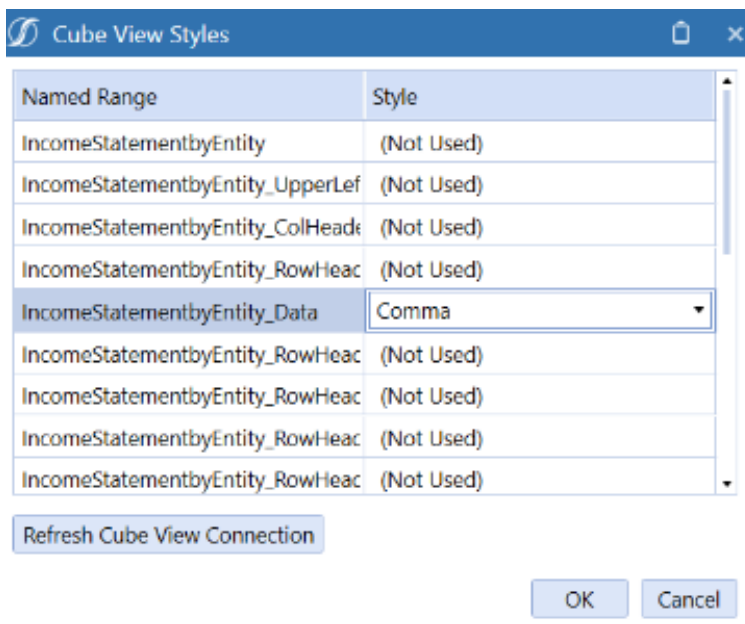 Cube View Styles
Named Range Style
IncomeStatementbyEntity (Not Used)
IncomeStatementbyEntity_UpperLef (Not Used)
IncomeStatementbyEntity_ColHeade (Not Used)
IncomeStatementbyEntity_RowHeac (Not Used)
IncomeStatementbyEntity_Data Comma
IncomeStatementbyEntity_RowHeac (Not Used)
IncomeStatementbyEntity_RowHeac (Not Used)
IncomeStatementbyEntity_RowHeac (Not Used)
IncomeStatementbyEntity_RowHeac (Not Used)
Refresh Cube View Connection
OK Cancel